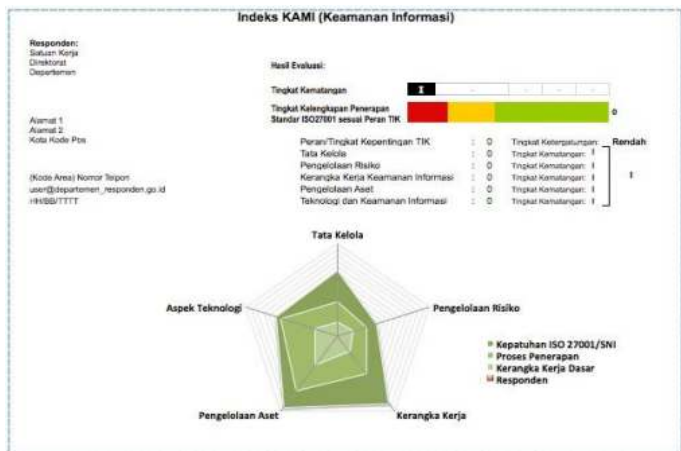 Indeks KAMI (Keamanan Informasi)
Responden:
Satuan Kerja
Direktorat
Departemen
Alamat 1
Alamat 2
Kota Kode Pos
(Kode Area) Nomor Telpon
user@departemen_responden.go.id
HH/BB/TTTT
Hasil Evaluasi:
Tingkat Kematangan I - - - -
Tingkat Kelengkapan Penerapan
Standar ISO27001 sesuai Peran TIK 0
Peran/Tingkat Kepentingan TIK : 0 Tingkat Ketergatungan: Rendah
Tata Kelola : 0 Tingkat Kematangan: I
Pengelolaan Risiko : 0 Tingkat Kematangan: I
Kerangka Kerja Keamanan Informasi : 0 Tingkat Kematangan: I I
Pengelolaan Aset : 0 Tingkat Kematangan: I
Teknologi dan Keamanan Informasi : 0 Tingkat Kematangan: I
Tata Kelola
Aspek Teknologi
Pengelolaan Risiko
Pengelolaan Aset
Kerangka Kerja
Kepatuhan ISO 27001/SNI
Proses Penerapan
Kerangka Kerja Dasar
Responden